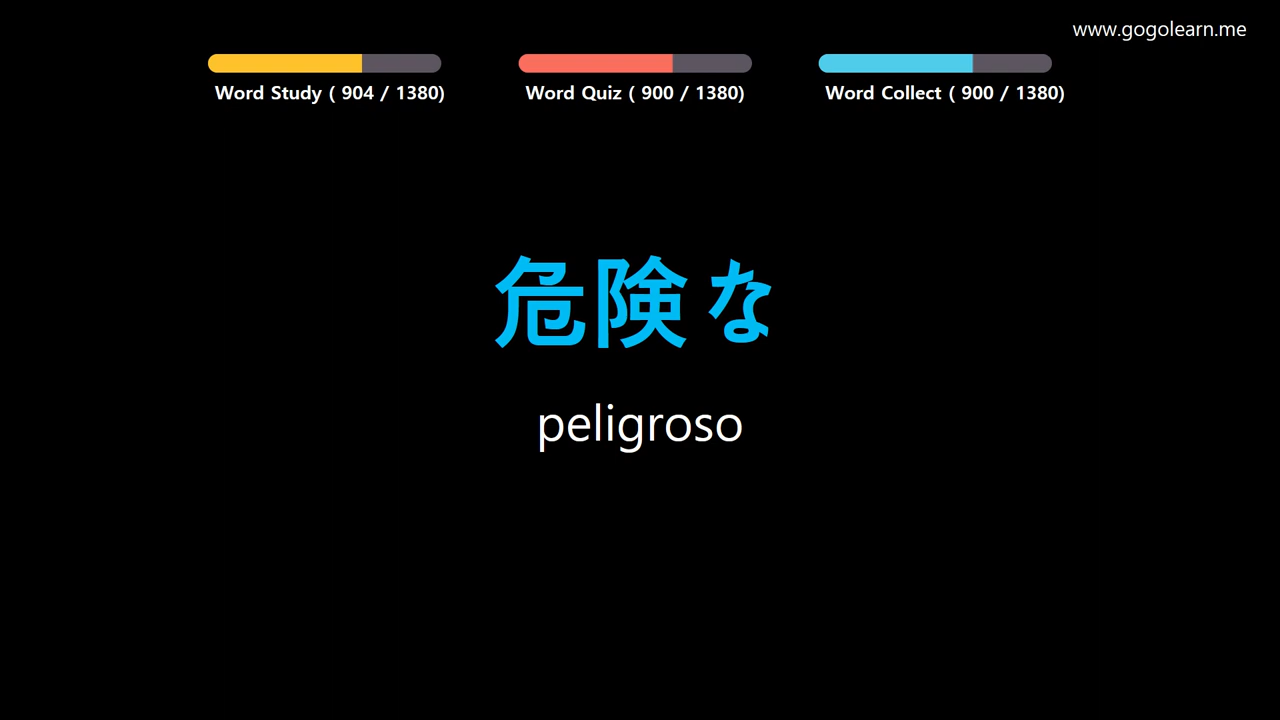 www.gogolearn.me
Word Study ( 904 / 1380)
Word Quiz ( 900 / 1380)
Word Collect ( 900 / 1380)
危険な
peligroso